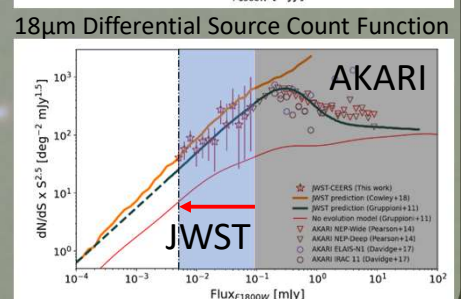 18μm Differential Source Count Function
AKARI
JWST
dN/dS x S^2.5 [deg^-2 mJy^1.5]
10^3
10^2
10^1
10^0
JWST-CEERS (This work)
JWST prediction (Cowley+18)
JWST prediction (Gruppioni+11)
No evolution model (Gruppioni+11)
AKARI NEP-Wide (Pearson+14)
AKARI NEP-Deep (Pearson+14)
AKARI ELAIS-N1 (Davidge+17)
AKARI IRAC 11 (Davidge+17)
10^-4 10^-3 10^-2 10^-1 10^0 10^1 10^2
Flux_F1800W [mJy]